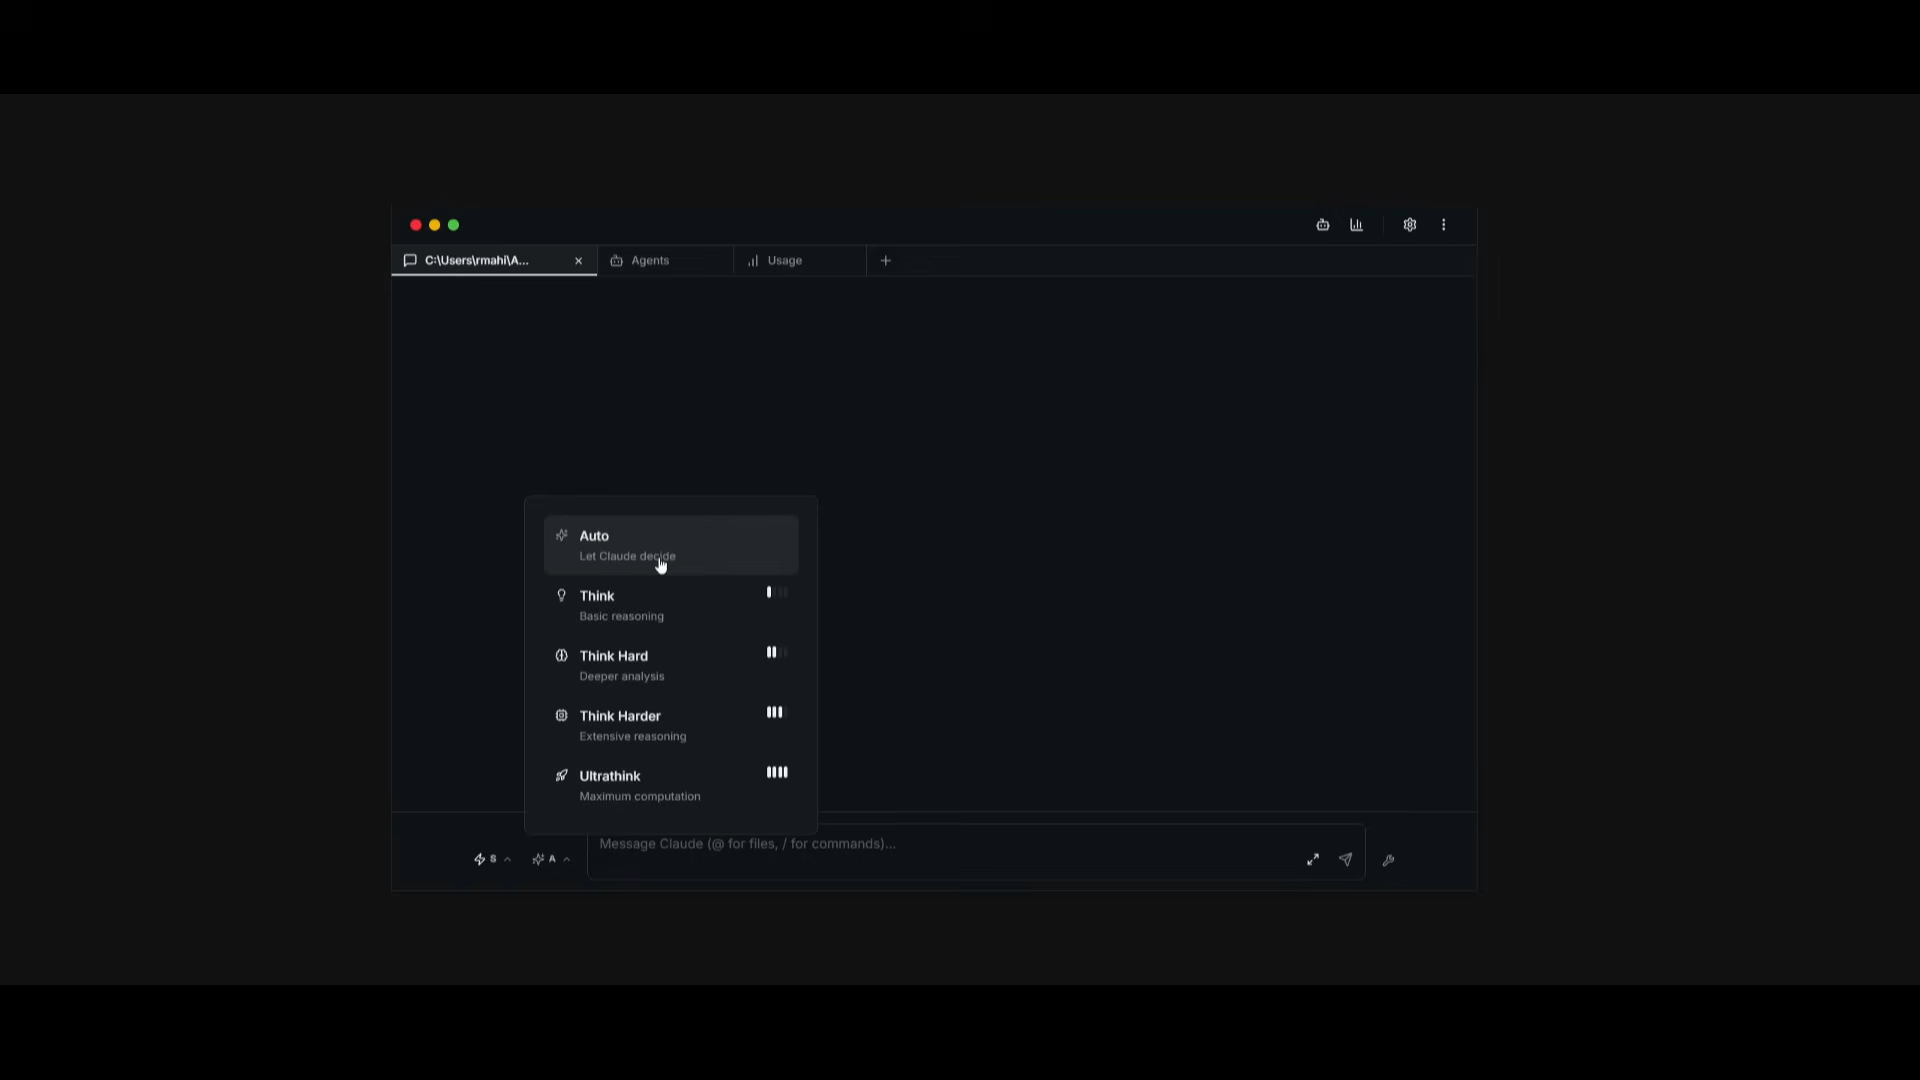 C:\Users\rmahi\A...
Agents
Usage
Auto
Let Claude decide
Think
Basic reasoning
Think Hard
Deeper analysis
Think Harder
Extensive reasoning
Ultrathink
Maximum computation
Message Claude (@ for files, / for commands)...
S
A